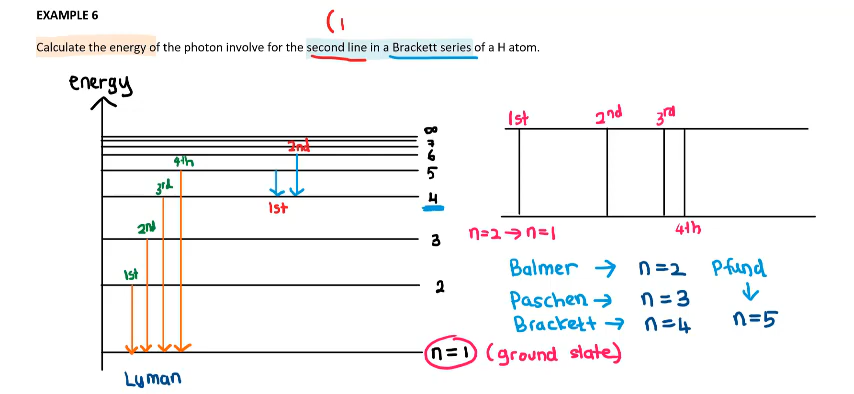 EXAMPLE 6
(1
Calculate the energy of the photon involve for the second line in a Brackett series of a H atom.
energy
∞
7
6
5
4
3
2
n=1 (ground state)
2nd
1st
4th
3rd
2nd
1st
Lyman
1st 2nd 3rd
n=2→n=1
4th
Balmer → n=2
Paschen → n=3
Brackett → n=4
Pfund
↓
n=5